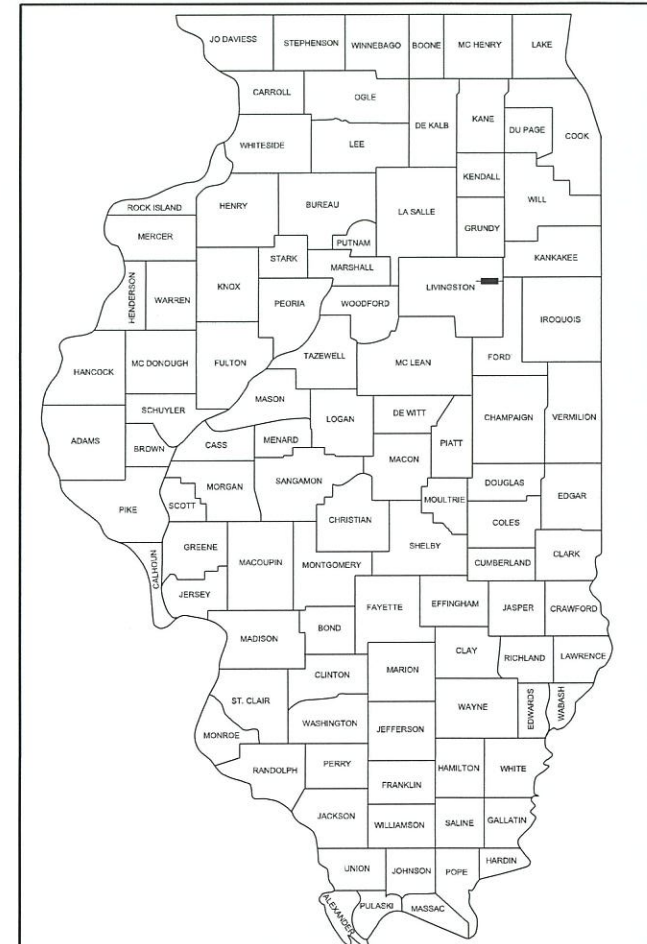 JO DAVIESS
STEPHENSON
WINNEBAGO
BOONE
MC HENRY
LAKE
CARROLL
OGLE
DE KALB
KANE
DU PAGE
COOK
WHITESIDE
LEE
KENDALL
WILL
ROCK ISLAND
HENRY
BUREAU
LA SALLE
GRUNDY
MERCER
PUTNAM
STARK
MARSHALL
KANKAKEE
HENDERSON
WARREN
KNOX
PEORIA
WOODFORD
LIVINGSTON
IROQUOIS
HANCOCK
MC DONOUGH
FULTON
TAZEWELL
MC LEAN
FORD
SCHUYLER
MASON
LOGAN
DE WITT
CHAMPAIGN
VERMILION
ADAMS
BROWN
CASS
MENARD
MACON
PIATT
PIKE
SCOTT
MORGAN
SANGAMON
MOULTRIE
DOUGLAS
EDGAR
CHRISTIAN
COLES
CALHOUN
GREENE
MACOUPIN
MONTGOMERY
SHELBY
CUMBERLAND
CLARK
JERSEY
FAYETTE
EFFINGHAM
JASPER
CRAWFORD
MADISON
BOND
CLINTON
MARION
CLAY
RICHLAND
LAWRENCE
ST. CLAIR
WAYNE
EDWARDS
WABASH
MONROE
WASHINGTON
JEFFERSON
RANDOLPH
PERRY
FRANKLIN
HAMILTON
WHITE
JACKSON
WILLIAMSON
SALINE
GALLATIN
UNION
JOHNSON
POPE
HARDIN
ALEXANDER
PULASKI
MASSAC